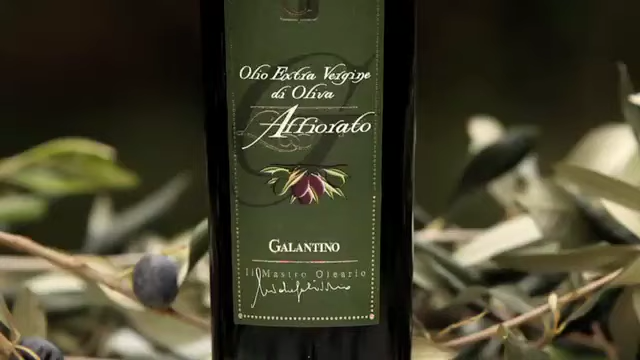 Olio Extra Vergine
di Oliva
Affiorato
GALANTINO
Il Mastro Oleario